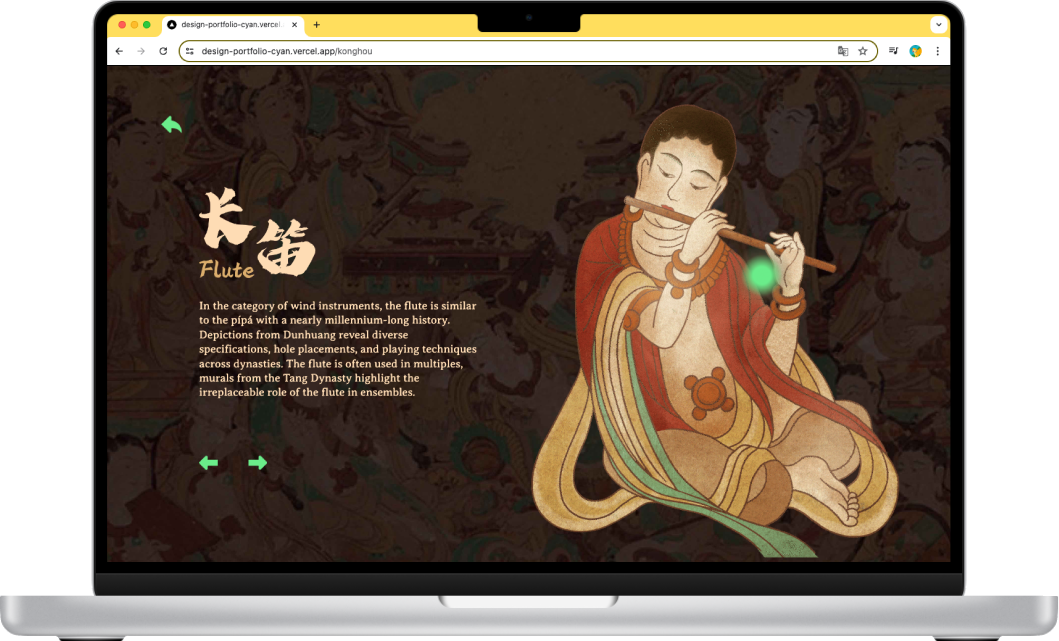 design-portfolio-cyan.vercel.
design-portfolio-cyan.vercel.app/konghou
长笛
Flute
In the category of wind instruments, the flute is similar
to the pípá with a nearly millennium-long history.
Depictions from Dunhuang reveal diverse
specifications, hole placements, and playing techniques
across dynasties. The flute is often used in multiples,
murals from the Tang Dynasty highlight the
irreplaceable role of the flute in ensembles.